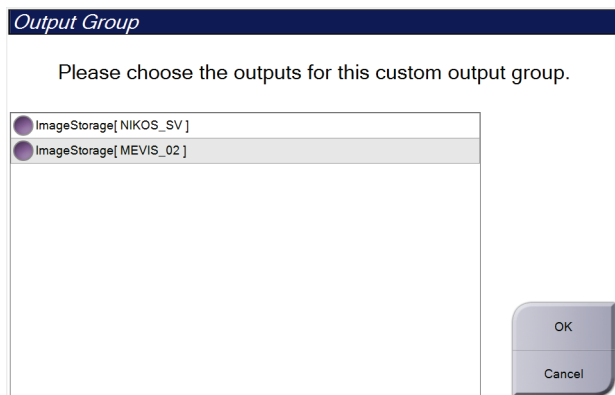 Output Group
Please choose the outputs for this custom output group.
ImageStorage[ NIKOS_SV ]
ImageStorage[ MEVIS_02 ]
OK
Cancel